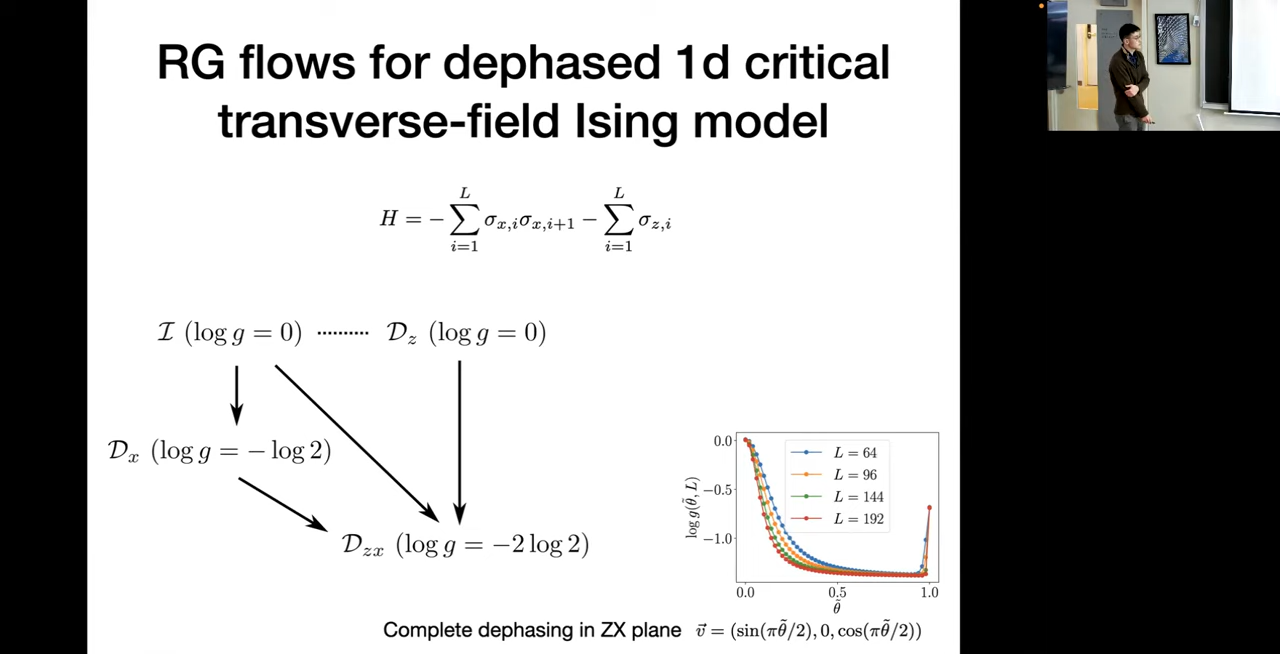 RG flows for dephased 1d critical
transverse-field Ising model
H = − ∑_{i=1}^{L} σ_{x,i}σ_{x,i+1} − ∑_{i=1}^{L} σ_{z,i}
ℐ (log g = 0) ·········· 𝒟_z (log g = 0)
𝒟_x (log g = − log 2)
𝒟_{zx} (log g = −2 log 2)
log g(θ̃, L)
0.0
−0.5
−1.0
L = 64
L = 96
L = 144
L = 192
0.0 0.5 1.0
θ̃
Complete dephasing in ZX plane v⃗ = (sin(πθ̃/2), 0, cos(πθ̃/2))